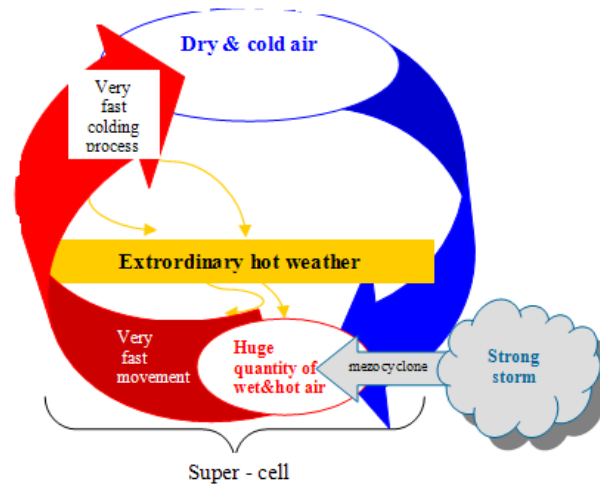 Dry & cold air
Very
fast
colding
process
Extrordinary hot weather
Very
fast
movement
Huge
quantity of
wet&hot air
mezocyclone
Strong
storm
Super - cell